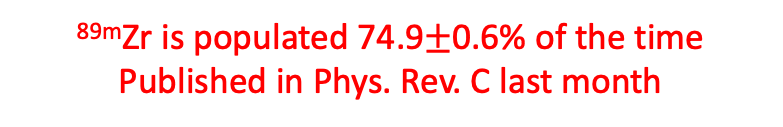 ⁸⁹ᵐZr is populated 74.9±0.6% of the time
Published in Phys. Rev. C last month